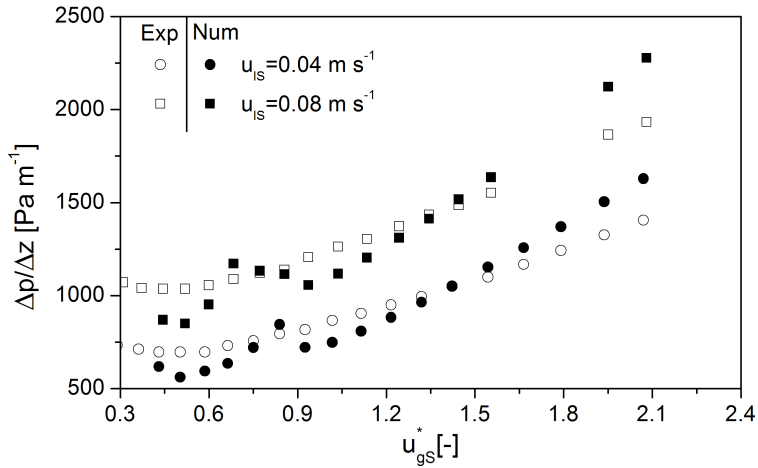 2500
2000
1500
1000
500
Δp/Δz [Pa m⁻¹]
Exp Num
u_lS=0.04 m s⁻¹
u_lS=0.08 m s⁻¹
0.3 0.6 0.9 1.2 1.5 1.8 2.1 2.4
u*_gS[-]